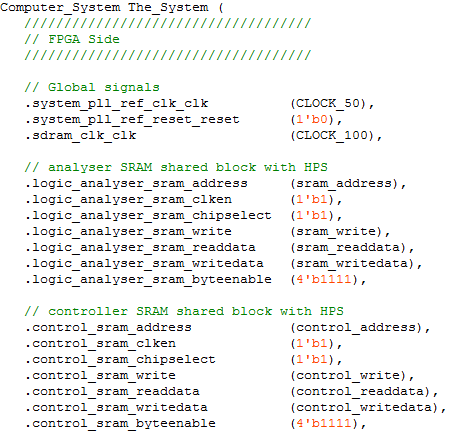 Computer_System The_System (
////////////////////////////////////
// FPGA Side
////////////////////////////////////
// Global signals
.system_pll_ref_clk_clk (CLOCK_50),
.system_pll_ref_reset_reset (1'b0),
.sdram_clk_clk (CLOCK_100),
// analyser SRAM shared block with HPS
.logic_analyser_sram_address (sram_address),
.logic_analyser_sram_clken (1'b1),
.logic_analyser_sram_chipselect (1'b1),
.logic_analyser_sram_write (sram_write),
.logic_analyser_sram_readdata (sram_readdata),
.logic_analyser_sram_writedata (sram_writedata),
.logic_analyser_sram_byteenable (4'b1111),
// controller SRAM shared block with HPS
.control_sram_address (control_address),
.control_sram_clken (1'b1),
.control_sram_chipselect (1'b1),
.control_sram_write (control_write),
.control_sram_readdata (control_readdata),
.control_sram_writedata (control_writedata),
.control_sram_byteenable (4'b1111),